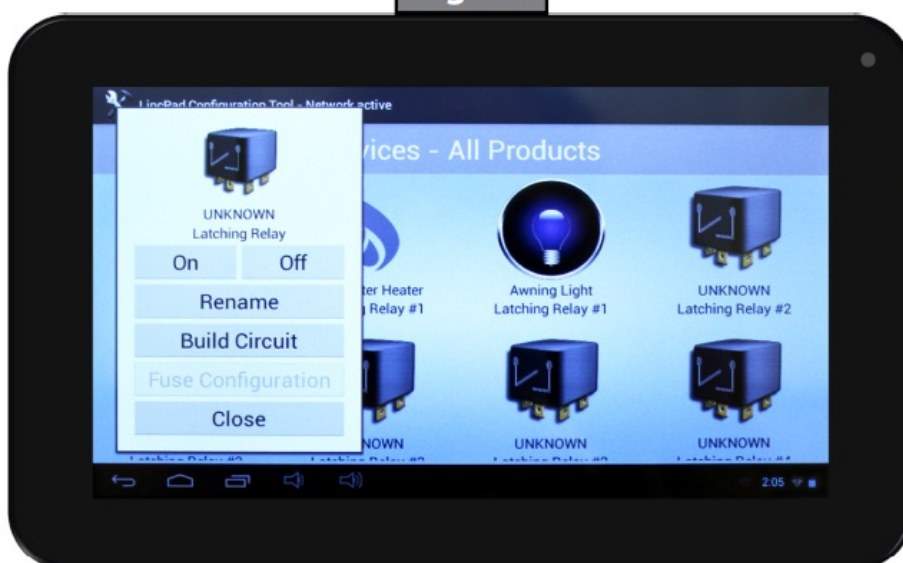 LincPad Configuration Tool - Network active
vices - All Products
UNKNOWN
Latching Relay
On
Off
Rename
Build Circuit
Fuse Configuration
Close
ter Heater
Relay #1
Awning Light
Latching Relay #1
UNKNOWN
Latching Relay #2
NOWN
UNKNOWN
UNKNOWN
2:05